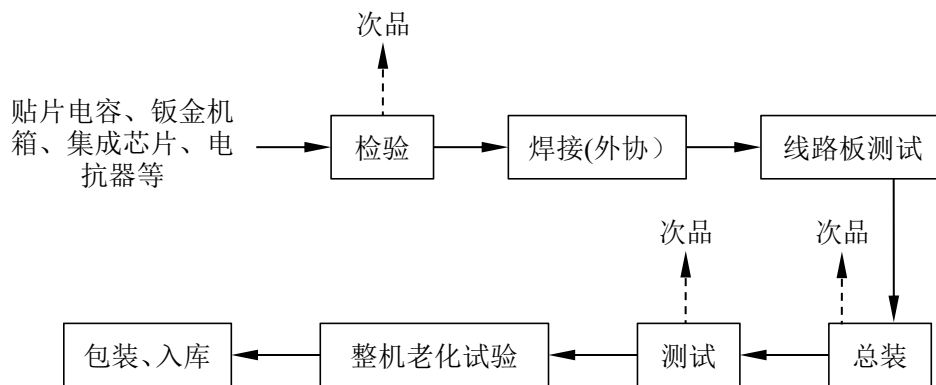 次品
贴片电容、钣金机
箱、集成芯片、电
抗器等
检验
焊接(外协）
线路板测试
次品
次品
包装、入库
整机老化试验
测试
总装